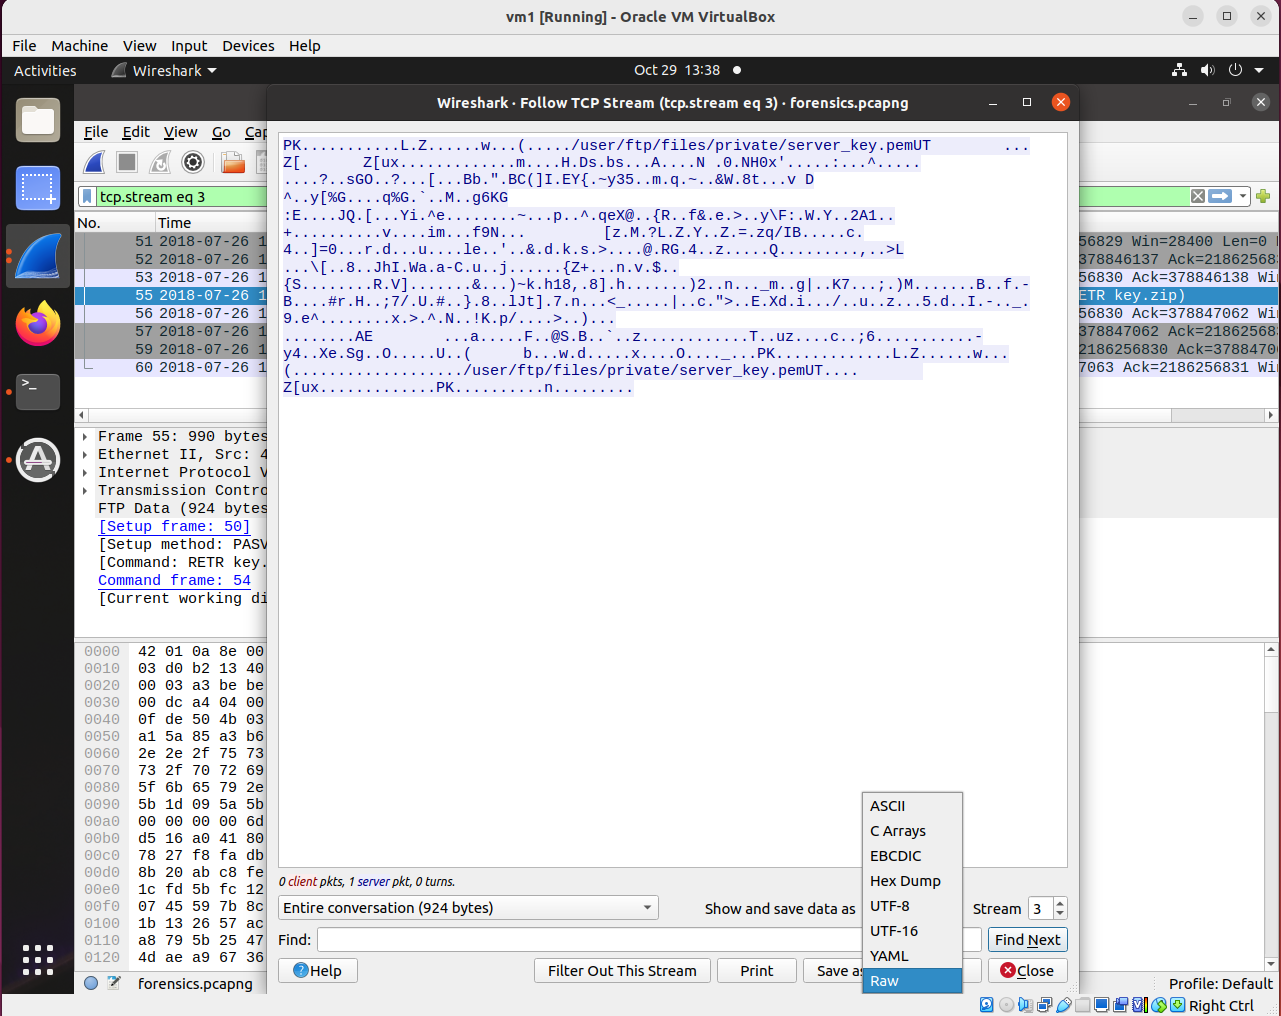 vm1 [Running] - Oracle VM VirtualBox
File Machine View Input Devices Help
Activities Wireshark Oct 29 13:38
Wireshark · Follow TCP Stream (tcp.stream eq 3) · forensics.pcapng
File Edit View Go Cap
tcp.stream eq 3
No. Time
51 2018-07-26 1
52 2018-07-26 1
53 2018-07-26 1
55 2018-07-26 1
56 2018-07-26 1
57 2018-07-26 1
59 2018-07-26 1
60 2018-07-26 1
56829 Win=28400 Len=0
378846137 Ack=21862568
56830 Ack=378846138 Wi
ETR key.zip)
56830 Ack=378847062 Wi
378847062 Ack=21862568
2186256830 Ack=3788470
7063 Ack=2186256831 Wi
Frame 55: 990 bytes
Ethernet II, Src: 4
Internet Protocol V
Transmission Contro
FTP Data (924 bytes
[Setup frame: 50]
[Setup method: PASV
[Command: RETR key.
Command frame: 54
[Current working di
0000 42 01 0a 8e 00
0010 03 d0 b2 13 40
0020 00 03 a3 be be
0030 00 dc a4 04 00
0040 0f de 50 4b 03
0050 a1 5a 85 a3 b6
0060 2e 2e 2f 75 73
0070 73 2f 70 72 69
0080 5f 6b 65 79 2e
0090 5b 1d 09 5a 5b
00a0 00 00 00 00 6d
00b0 d5 16 a0 41 80
00c0 78 27 f8 fa db
00d0 8b 20 ab c8 fe
00e0 1c fd 5b fc 12
00f0 07 45 59 7b 8c
0100 1b 13 26 57 ac
0110 a8 79 5b 25 47
0120 4d ae a9 67 36
PK...........L.Z......w...(...../user/ftp/files/private/server_key.pemUT ...
Z[. Z[ux.............m....H.Ds.bs...A....N .0.NH0x'....:...^.....
....?..sGO..?...[...Bb.".BC(]I.EY{.~y35..m.q.~..&W.8t...v D
^..y[%G....q%G.`..M..g6KG
:E....JQ.[...Yi.^e........~...p..^.qeX@..{R..f&.e.>..y\F:.W.Y..2A1..
+..........v....im...f9N... [z.M.?L.Z.Y..Z.=.zq/IB.....c.
4..]=0...r.d...u....le..'..&.d.k.s.>....@.RG.4..z.....Q.........,..>L
...\[..8..JhI.Wa.a-C.u..j......{Z+...n.v.$..
{S........R.V].......&...)~k.h18,.8].h.......)2..n..._m..g|..K7...;.)M.......B..f.-
B....#r.H..;7/.U.#..}.8..lJt].7.n...<_.....|..c.">..E.Xd.i.../..u..z...5.d..I.-.._.
9.e^........x.>.^.N..!K.p/....>..)...
........AE ...a.....F..@S.B..`..z............T..uz....c..;6...........-
y4..Xe.Sg..O.....U..( b...w.d.....x....O...._...PK.............L.Z......w...
(.................../user/ftp/files/private/server_key.pemUT....
Z[ux.............PK..........n.........
0 client pkts, 1 server pkt, 0 turns.
Entire conversation (924 bytes)
Show and save data as
ASCII
C Arrays
EBCDIC
Hex Dump
UTF-8
UTF-16
YAML
Raw
Stream 3
Find:
Find Next
Help
Filter Out This Stream
Print
Save as
Close
forensics.pcapng
Profile: Default
Right Ctrl